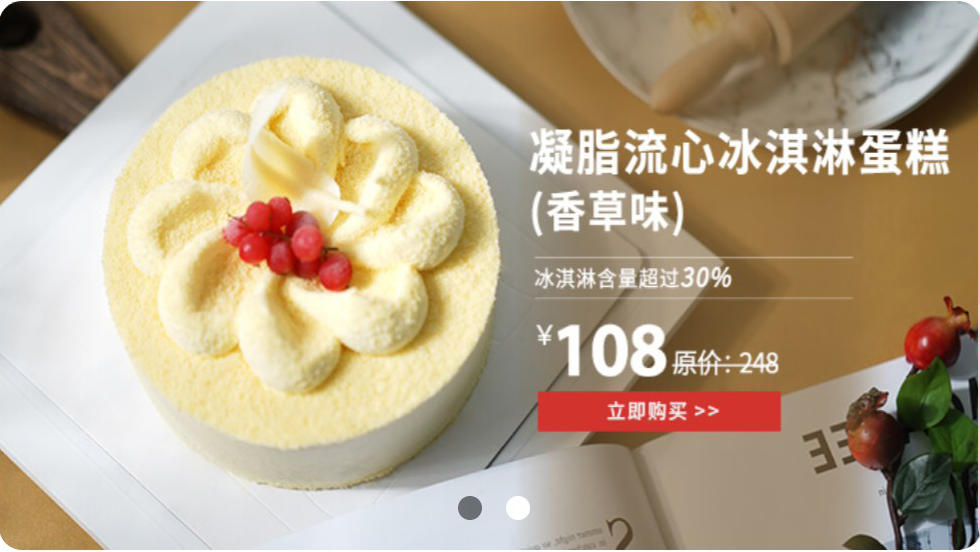 凝脂流心冰淇淋蛋糕
(香草味)
冰淇淋含量超过30%
¥108 原价：248
立即购买 >>